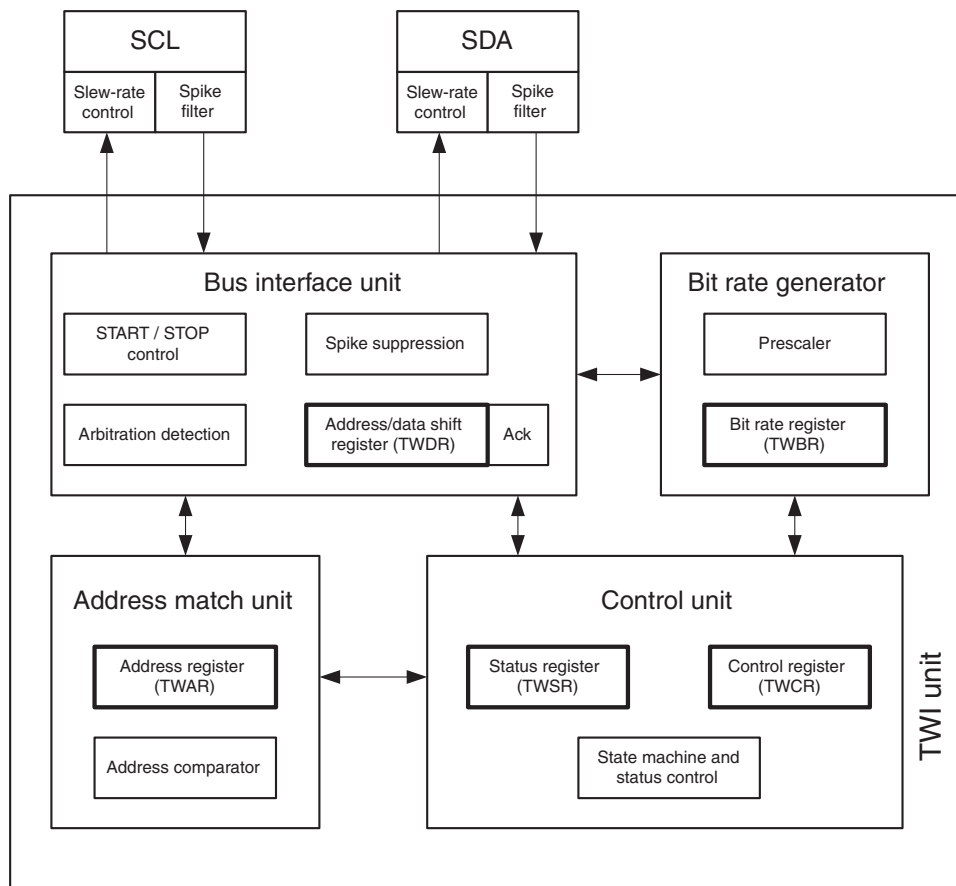 SCL
Slew-rate
control
Spike
filter
SDA
Slew-rate
control
Spike
filter
Bus interface unit
START / STOP
control
Spike suppression
Arbitration detection
Address/data shift
register (TWDR)
Ack
Bit rate generator
Prescaler
Bit rate register
(TWBR)
Address match unit
Address register
(TWAR)
Address comparator
Control unit
Status register
(TWSR)
Control register
(TWCR)
State machine and
status control
TWI unit